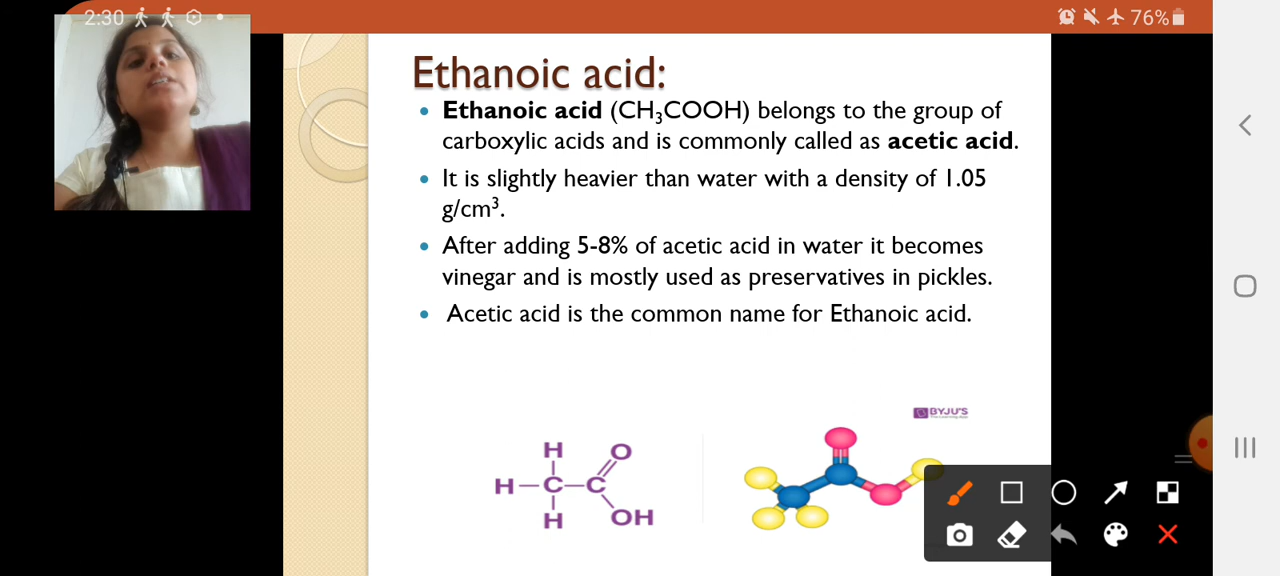 2:30
76%
Ethanoic acid:
• Ethanoic acid (CH₃COOH) belongs to the group of
carboxylic acids and is commonly called as acetic acid.
• It is slightly heavier than water with a density of 1.05
g/cm³.
• After adding 5-8% of acetic acid in water it becomes
vinegar and is mostly used as preservatives in pickles.
• Acetic acid is the common name for Ethanoic acid.
BYJU'S
H O
H–C–C
H OH